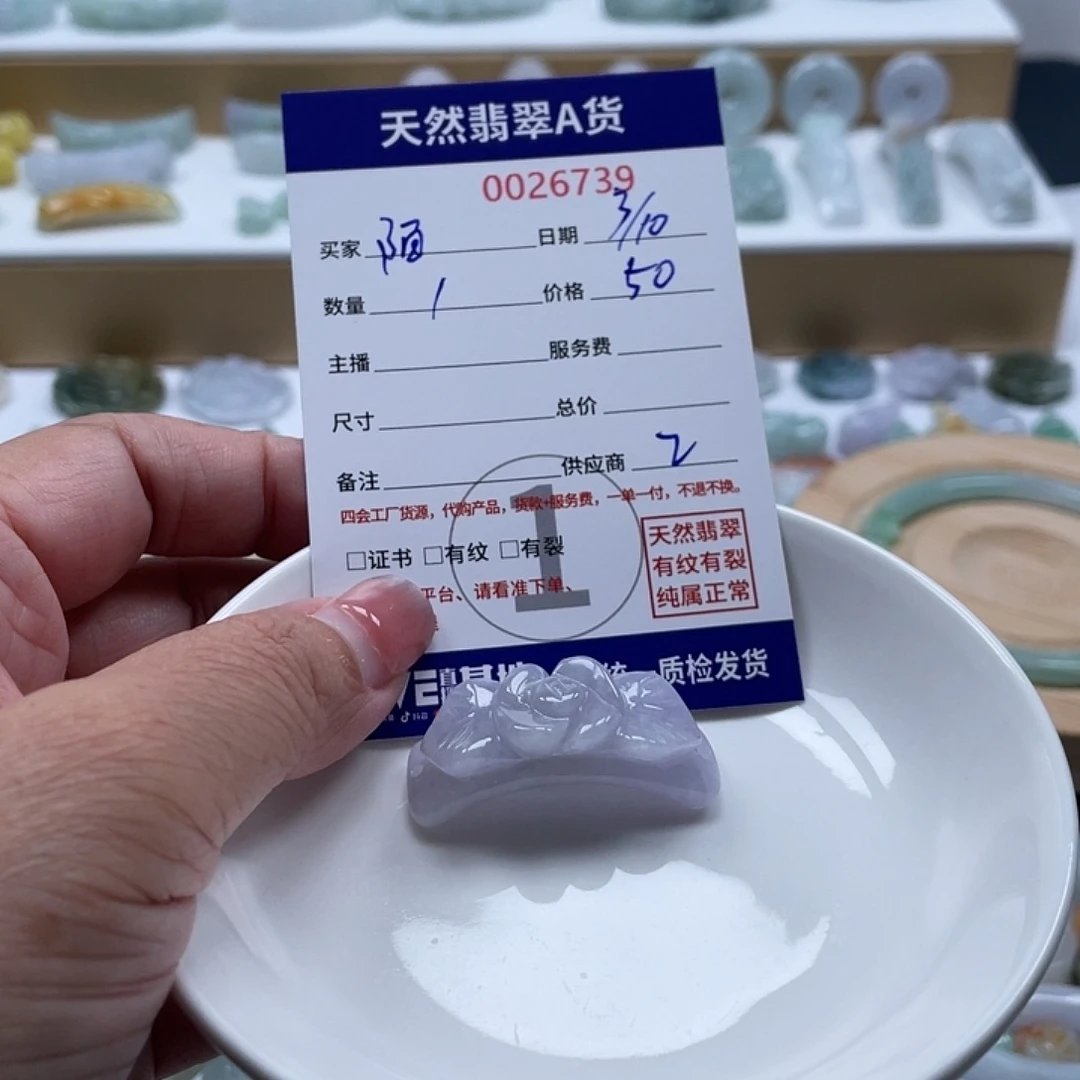 天然翡翠A货
0026739
买家 陌 日期 3/10
数量 1 价格 50
主播 服务费
尺寸 总价
备注 供应商 2
四会工厂货源，代购产品，货款+服务费，一单一付，不退不换。
□证书 □有纹 □有裂
天然翡翠
有纹有裂
纯属正常
平台、请看准下单、
1
质检发货